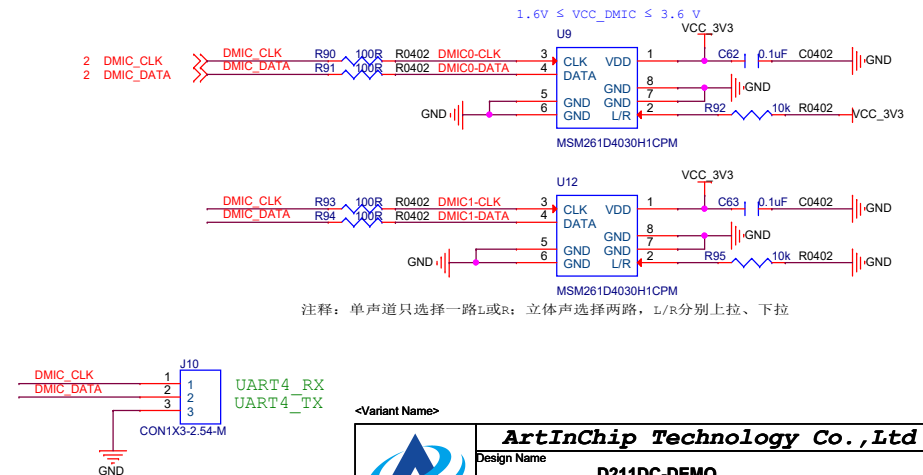 1.6V ≤ VCC_DMIC ≤ 3.6 V
U9 VCC_3V3
2 DMIC_CLK DMIC_CLK R90 100R R0402 DMIC0-CLK 3 CLK VDD 1 C62 0.1uF C0402 GND
2 DMIC_DATA DMIC_DATA R91 100R R0402 DMIC0-DATA 4 DATA
GND 8 GND
5 GND GND 7
GND 6 GND L/R 2 R92 10k R0402 VCC_3V3
MSM261D4030H1CPM
U12 VCC_3V3
DMIC_CLK R93 100R R0402 DMIC1-CLK 3 CLK VDD 1 C63 0.1uF C0402 GND
DMIC_DATA R94 100R R0402 DMIC1-DATA 4 DATA
GND 8 GND
5 GND GND 7
GND 6 GND L/R 2 R95 10k R0402 GND
MSM261D4030H1CPM
注释：单声道只选择一路L或R；立体声选择两路，L/R分别上拉、下拉
J10
DMIC_CLK 1 1 UART4_RX
DMIC_DATA 2 2 UART4_TX
3 3
CON1X3-2.54-M
GND
<Variant Name>
ArtInChip Technology Co.,Ltd
Design Name
D211DC-DEMO